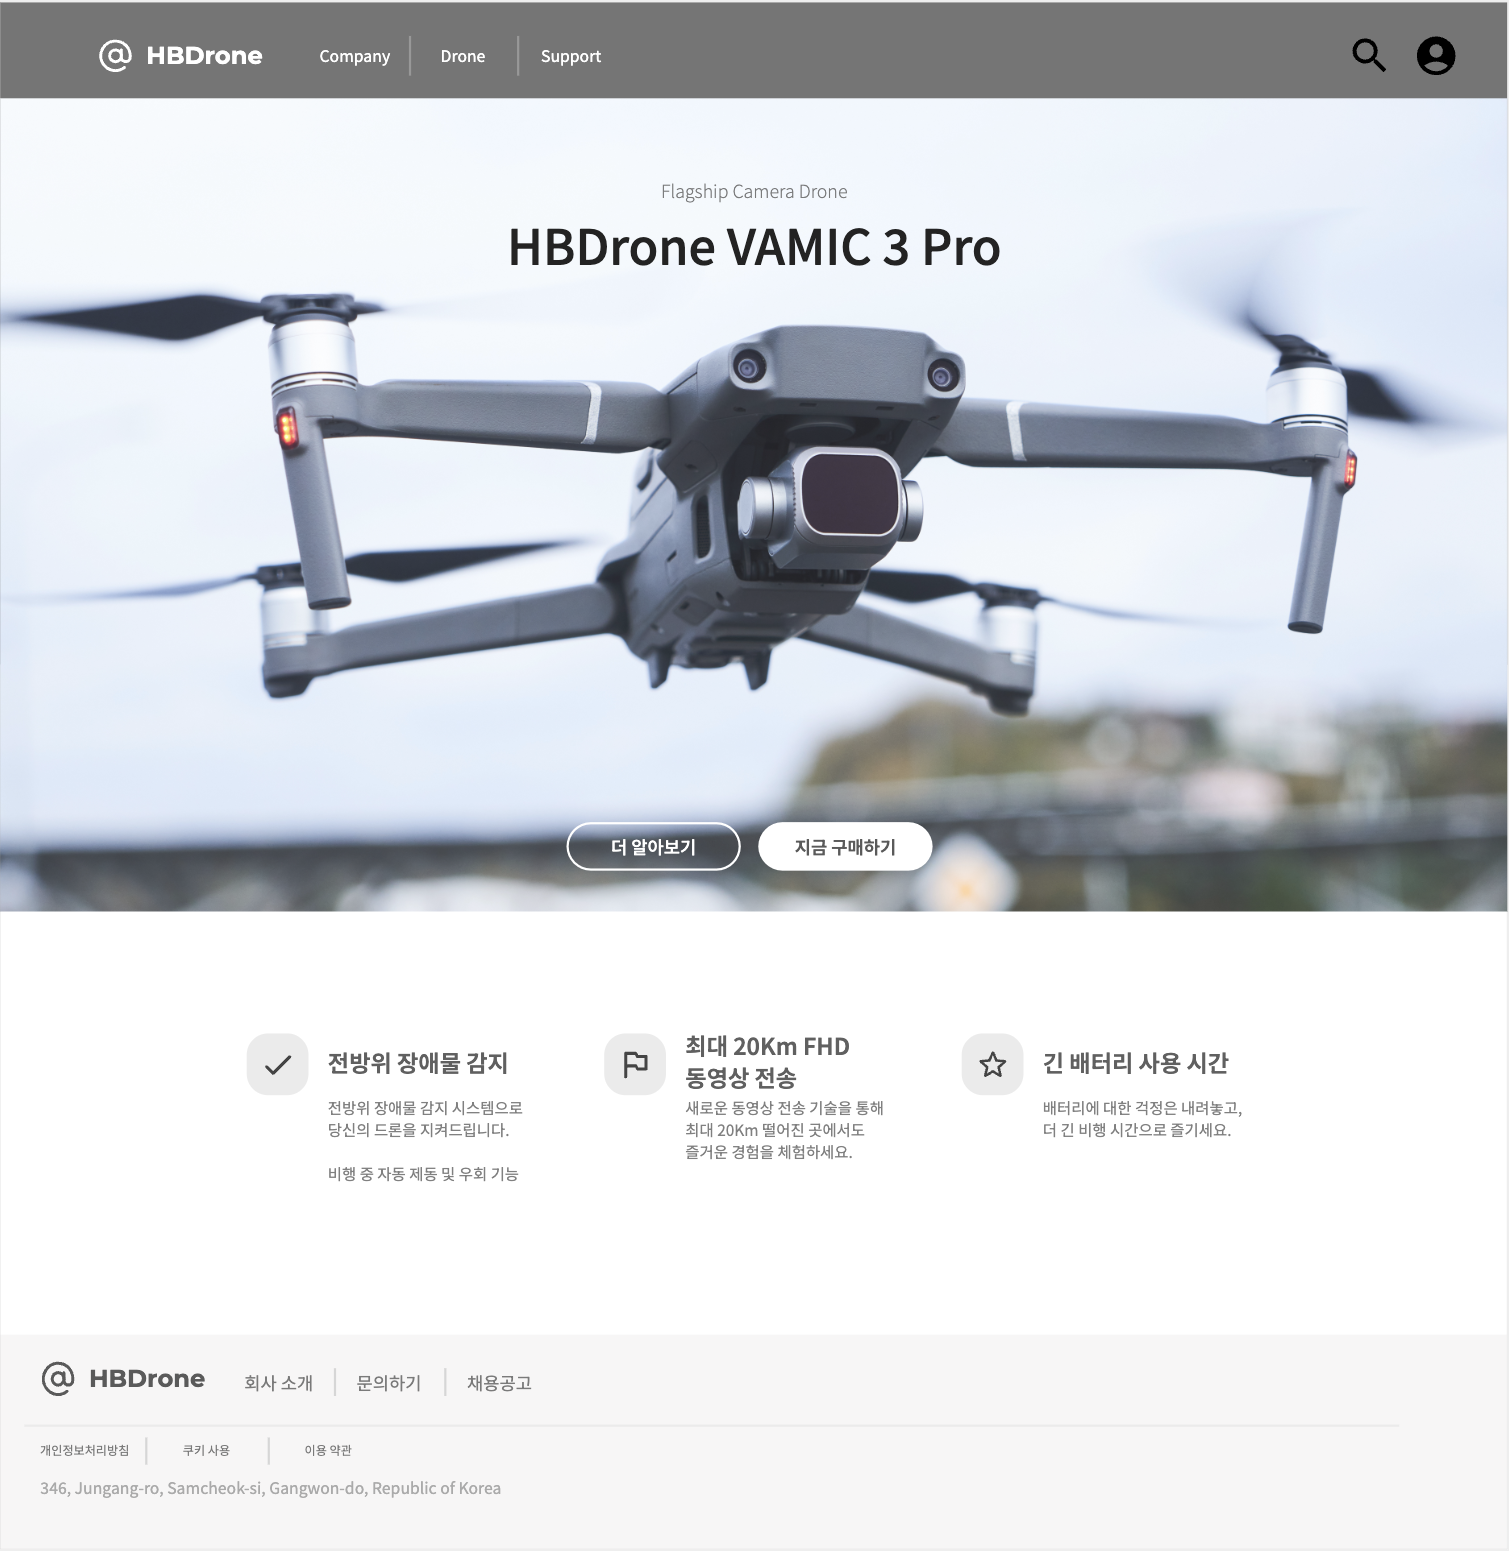 @ HBDrone
Company
Drone
Support
Flagship Camera Drone
HBDrone VAMIC 3 Pro
더 알아보기
지금 구매하기
전방위 장애물 감지
전방위 장애물 감지 시스템으로
당신의 드론을 지켜드립니다.
비행 중 자동 제동 및 우회 기능
최대 20Km FHD
동영상 전송
새로운 동영상 전송 기술을 통해
최대 20Km 떨어진 곳에서도
즐거운 경험을 체험하세요.
긴 배터리 사용 시간
배터리에 대한 걱정은 내려놓고,
더 긴 비행 시간으로 즐기세요.
@ HBDrone
회사 소개
문의하기
채용공고
개인정보처리방침
쿠키 사용
이용 약관
346, Jungang-ro, Samcheok-si, Gangwon-do, Republic of Korea